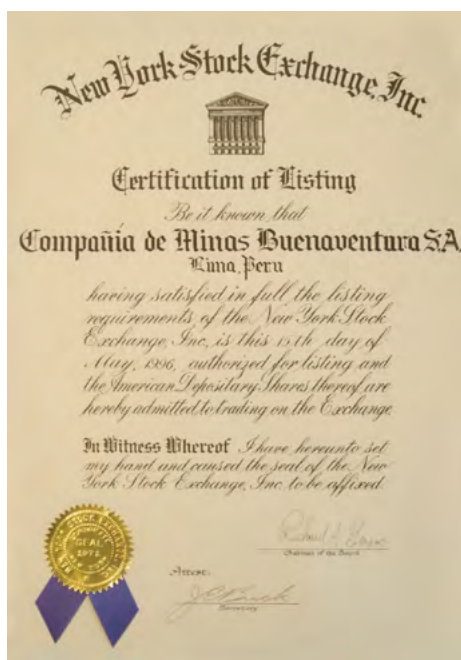 New York Stock Exchange, Inc.
Certification of Listing
Be it known that
Compañia de Minas Buenaventura S.A.
Lima, Peru
having satisfied in full the listing
requirements of the New York Stock
Exchange, Inc., is this 15th day of
May, 1996, authorized for listing and
the American Depositary Shares thereof are
hereby admitted to trading on the Exchange.
In Witness Whereof I have hereunto set
my hand and caused the seal of the New
York Stock Exchange, Inc. to be affixed.
Chairman of the Board
SEAL
Attest:
Secretary